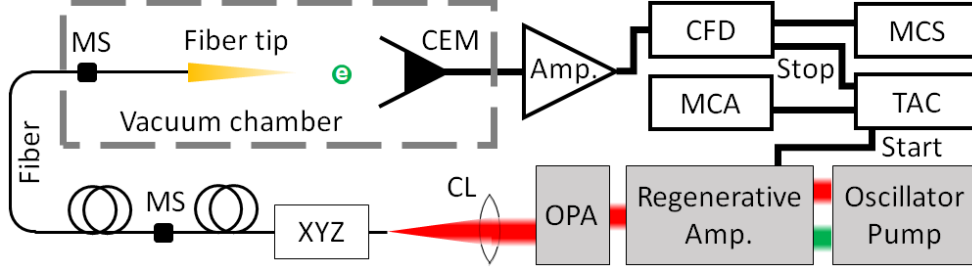 MS
Fiber tip
CEM
e
Vacuum chamber
Amp.
CFD
MCS
Stop
MCA
TAC
Start
Fiber
MS
XYZ
CL
OPA
Regenerative
Amp.
Oscillator
Pump